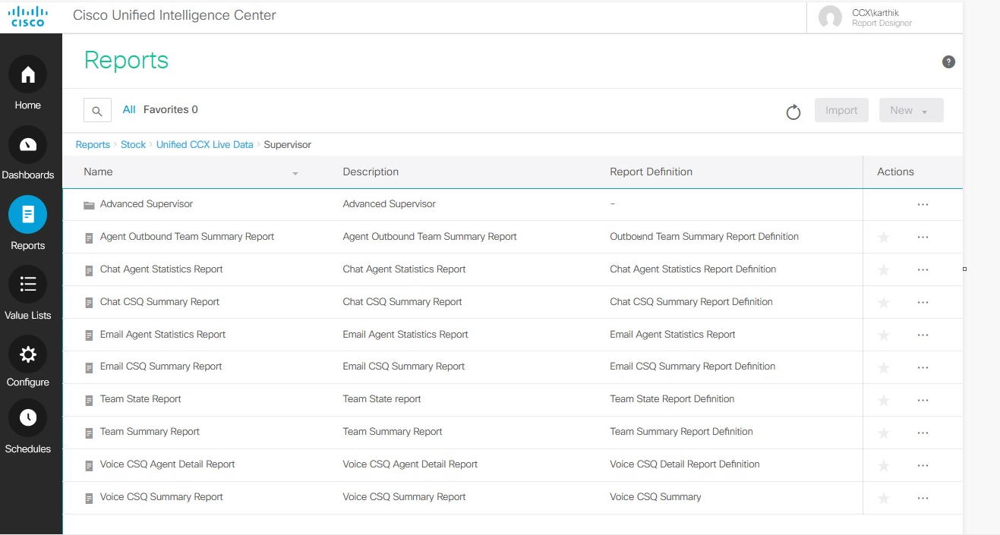 CISCO
Cisco Unified Intelligence Center
CCX\karthik
Report Designer
Reports
?
Home
Dashboards
Reports
Value Lists
Configure
Schedules
All Favorites 0
Import
New
Reports > Stock > Unified CCX Live Data > Supervisor
Name Description Report Definition Actions
Advanced Supervisor Advanced Supervisor - ...
Agent Outbound Team Summary Report Agent Outbound Team Summary Report Outbound Team Summary Report Definition ...
Chat Agent Statistics Report Chat Agent Statistics Report Chat Agent Statistics Report Definition ...
Chat CSQ Summary Report Chat CSQ Summary Report Chat CSQ Summary Report Definition ...
Email Agent Statistics Report Email Agent Statistics Report Email Agent Statistics Report ...
Email CSQ Summary Report Email CSQ Summary Report Email CSQ Summary Report Definition ...
Team State Report Team State report Team State Report Definition ...
Team Summary Report Team Summary Report Team Summary Report Definition ...
Voice CSQ Agent Detail Report Voice CSQ Agent Detail Report Voice CSQ Detail Report Definition ...
Voice CSQ Summary Report Voice CSQ Summary Report Voice CSQ Summary ...